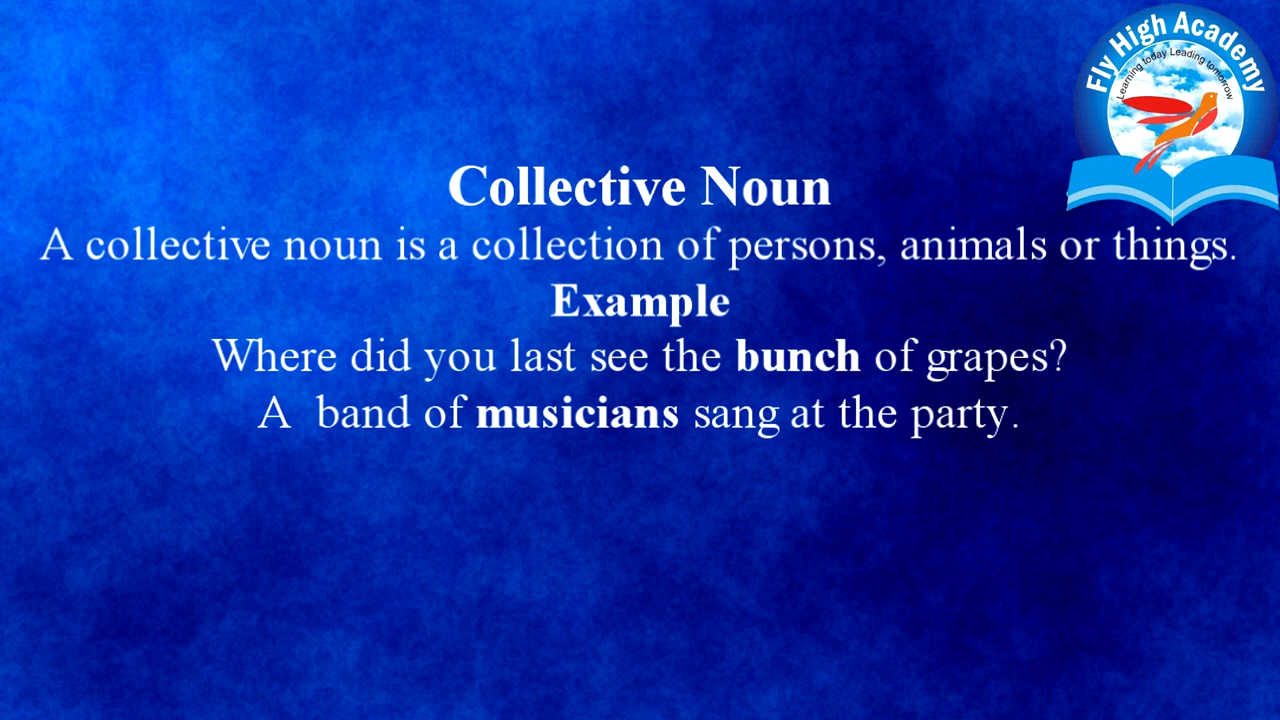 Fly High Academy
Learning today Leading tomorrow
Collective Noun
A collective noun is a collection of persons, animals or things.
Example
Where did you last see the bunch of grapes?
A  band of musicians sang at the party.